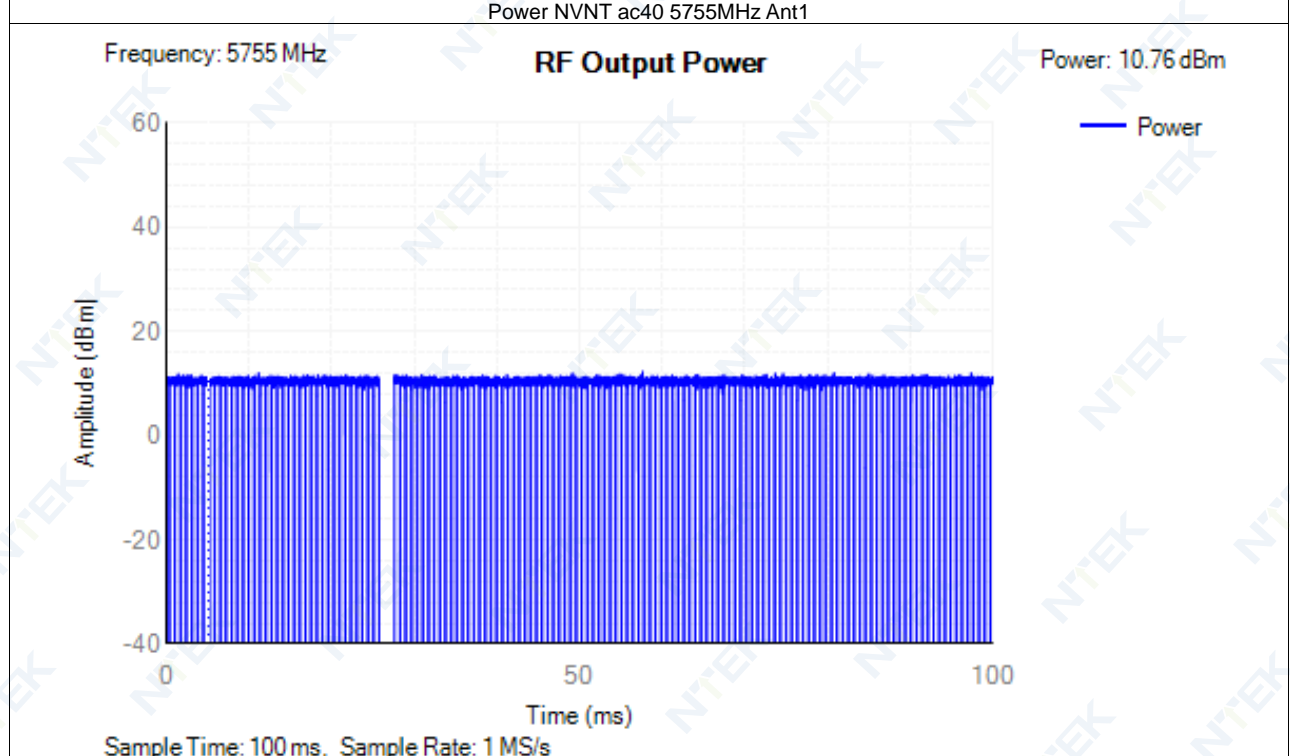 Power NVNT ac40 5755MHz Ant1
Frequency: 5755 MHz
RF Output Power
Power: 10.76 dBm
Power
60
40
20
0
-20
-40
Amplitude (dBm)
0
50
100
Time (ms)
Sample Time: 100 ms, Sample Rate: 1 MS/s
NTEK